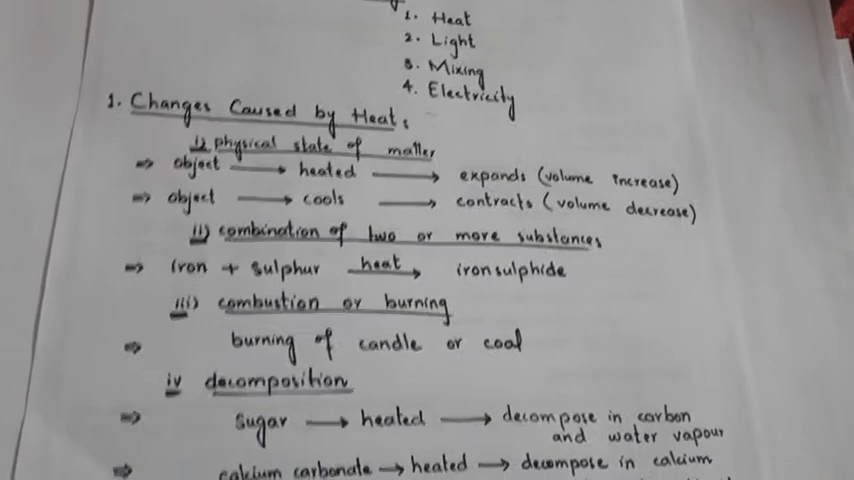 1. Heat
2. Light
3. Mixing
4. Electricity
1. Changes Caused by Heat:
i) physical state of matter
⇒ object → heated → expands (volume increase)
⇒ object → cools → contracts (volume decrease)
ii) combination of two or more substances
⇒ iron + sulphur heat → ironsulphide
iii) combustion or burning
⇒ burning of candle or coal
iv decomposition
⇒ sugar → heated → decompose in carbon
and water vapour
⇒ calcium carbonate → heated → decompose in calcium